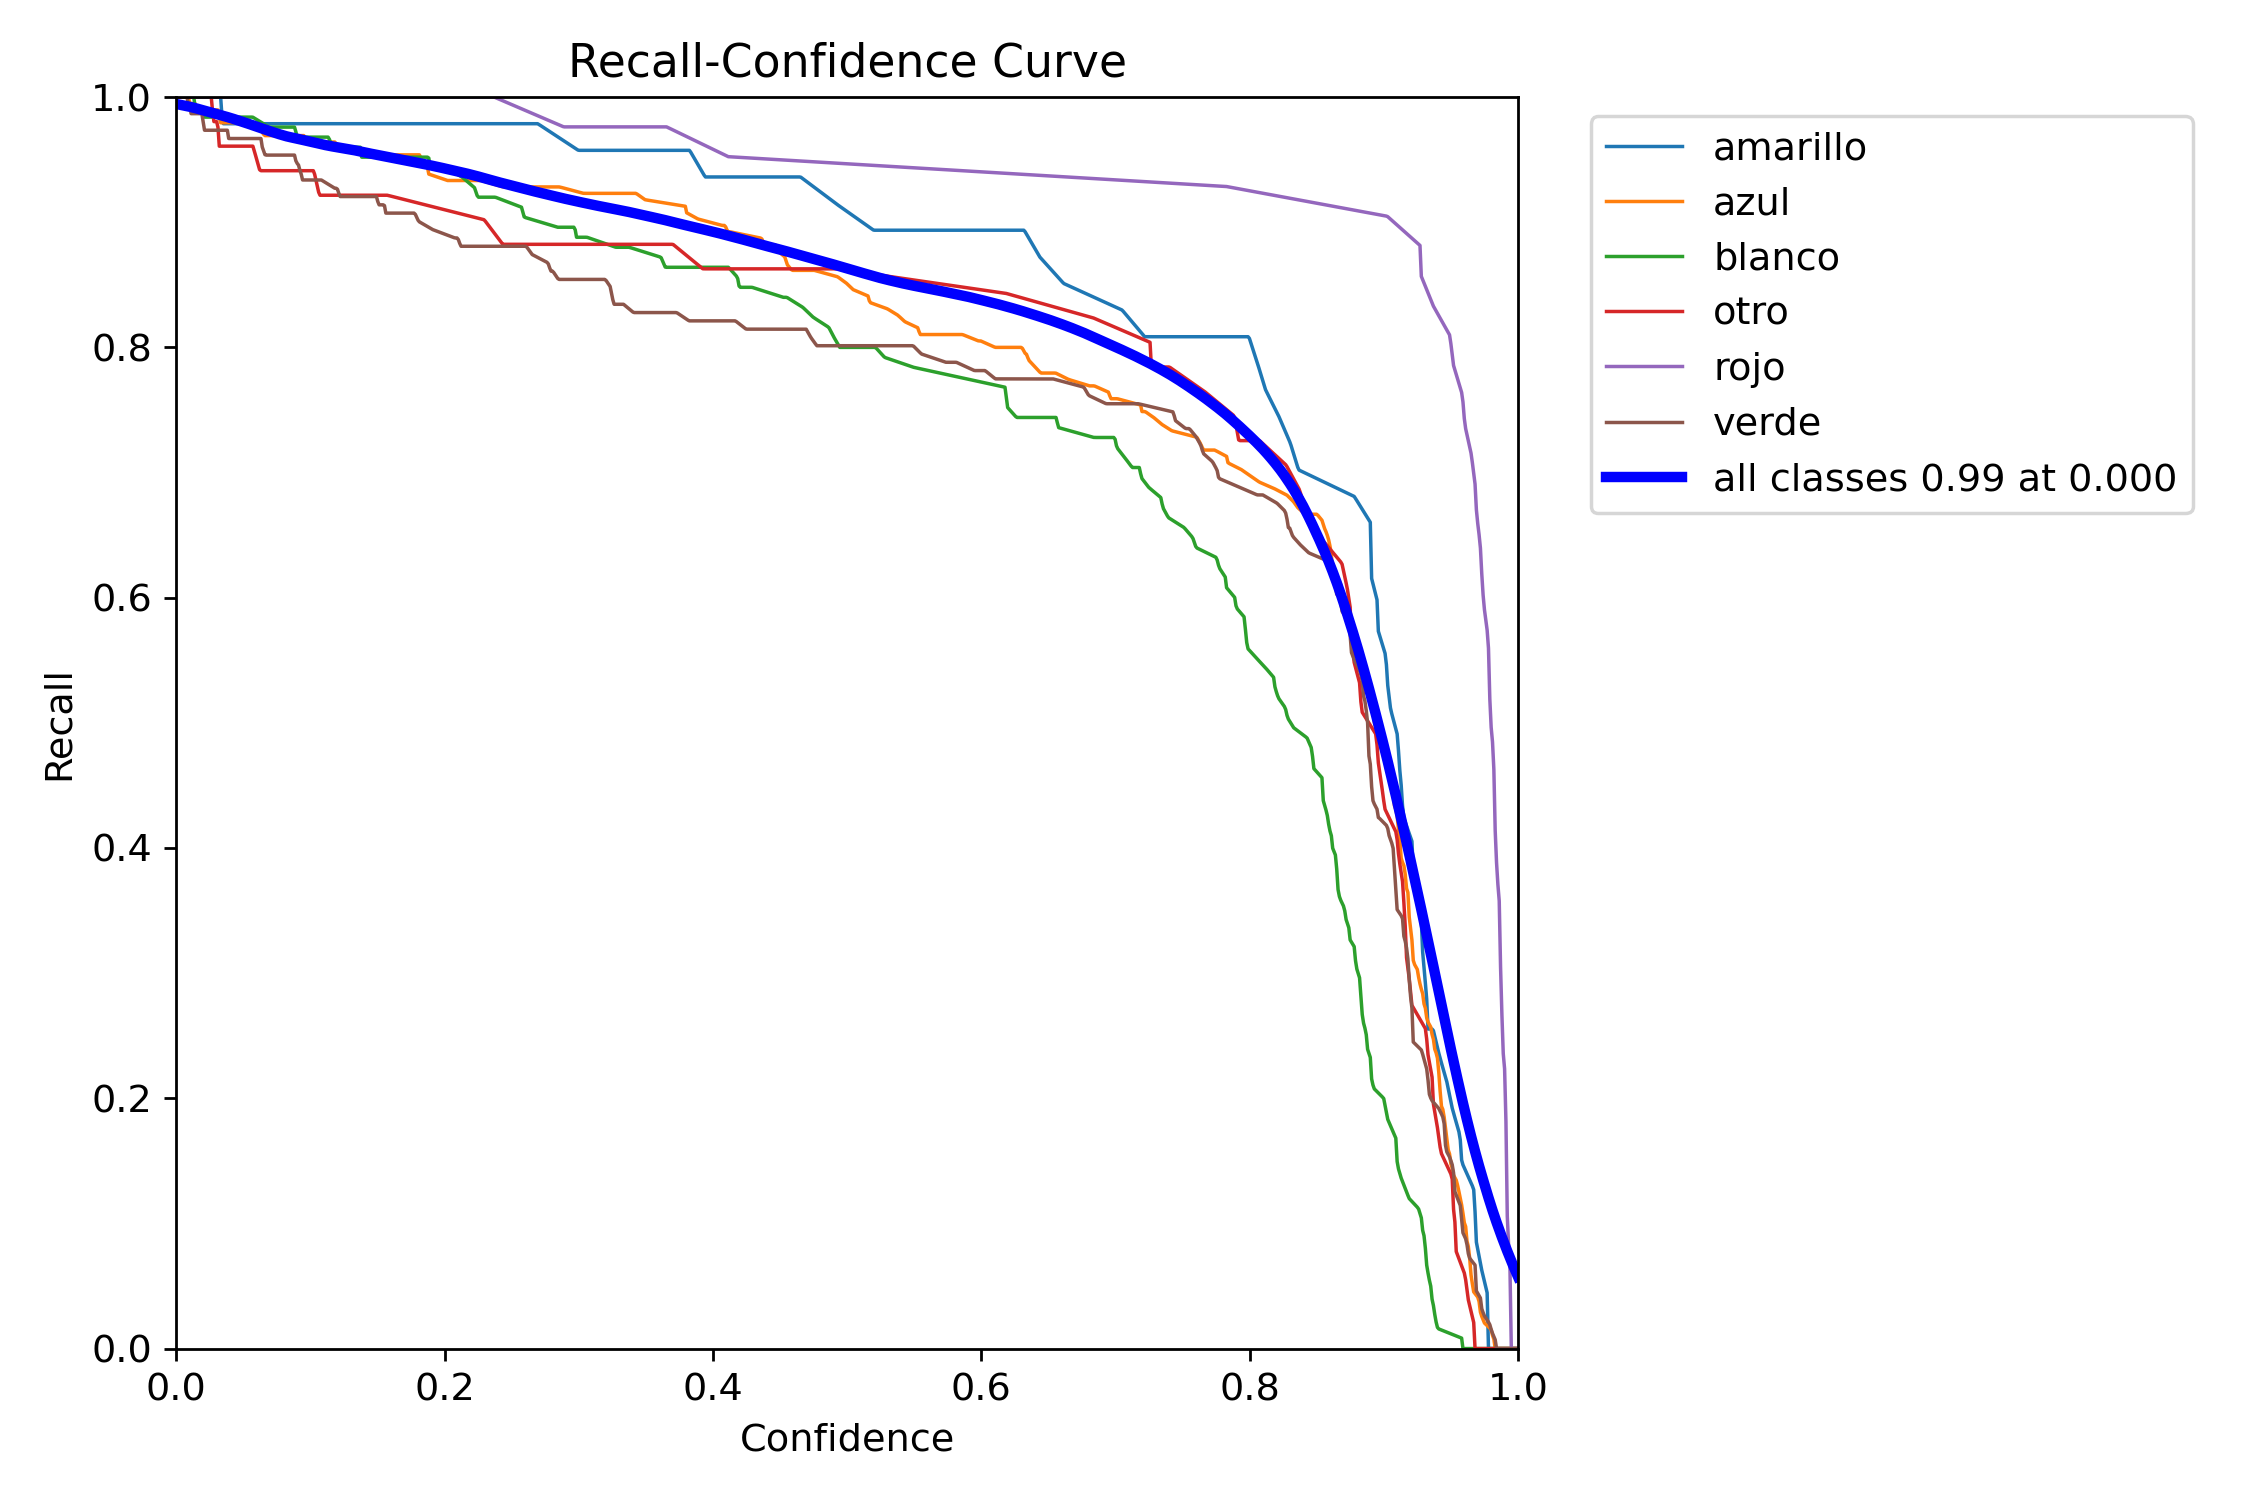 Recall-Confidence Curve
1.0
0.8
0.6
0.4
0.2
0.0
Recall
0.0 0.2 0.4 0.6 0.8 1.0
Confidence
amarillo
azul
blanco
otro
rojo
verde
all classes 0.99 at 0.000